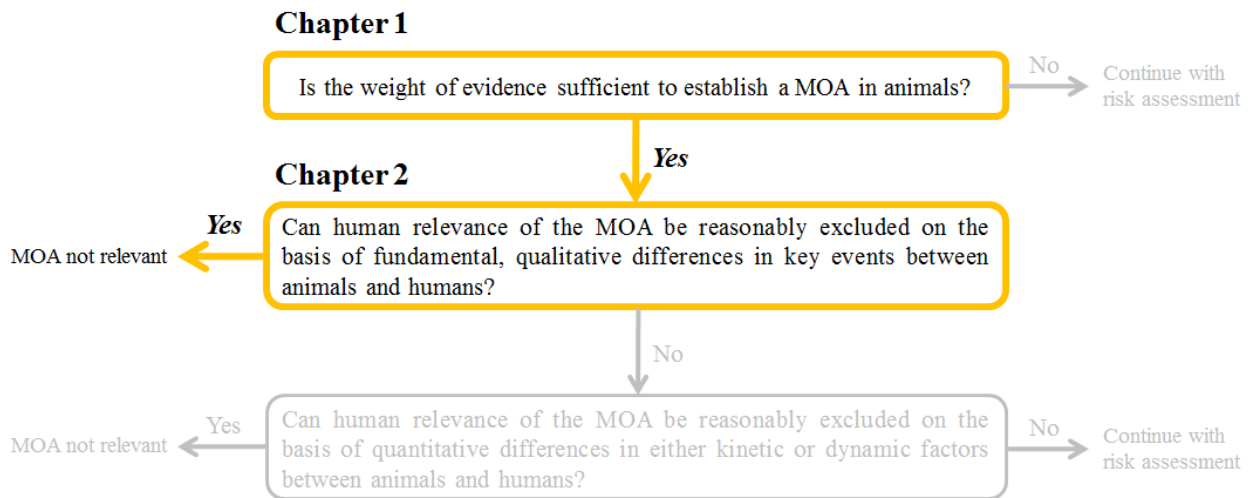 Chapter 1
Is the weight of evidence sufficient to establish a MOA in animals?
No
Continue with
risk assessment
Yes
Chapter 2
Yes
MOA not relevant
Can human relevance of the MOA be reasonably excluded on the
basis of fundamental, qualitative differences in key events between
animals and humans?
No
Yes
MOA not relevant
Can human relevance of the MOA be reasonably excluded on the
basis of quantitative differences in either kinetic or dynamic factors
between animals and humans?
No
Continue with
risk assessment